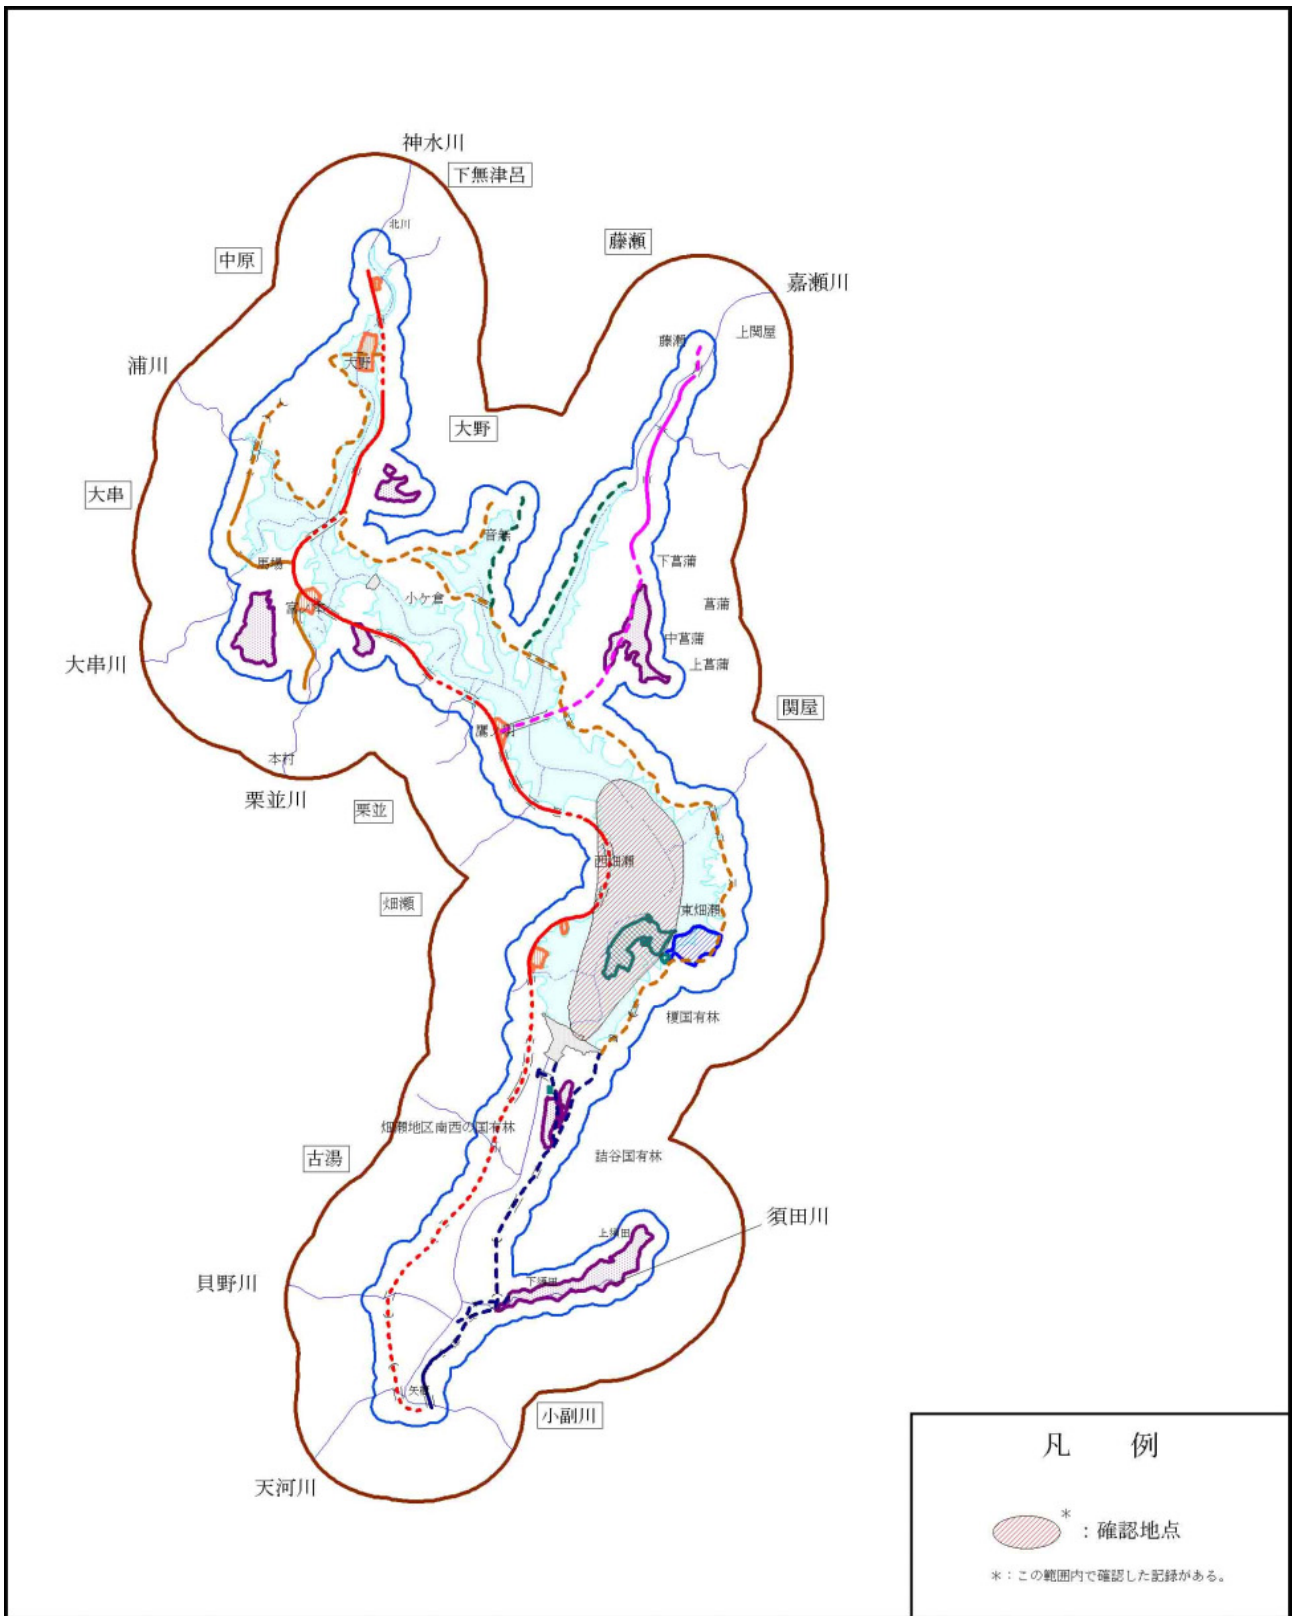 神水川
下無津呂
北川
藤瀬
中原
嘉瀬川
上関屋
藤瀬
浦川
天野
大野
大串
音無
下菖蒲
馬場
小ケ倉
菖蒲
中菖蒲
大串川
上菖蒲
関屋
本村
栗並川
栗並
西畑瀬
畑瀬
東畑瀬
榎国有林
畑瀬地区南西の国有林
古湯
詰谷国有林
須田川
上須田
貝野川
下須田
小副川
天河川
凡 例
* ：確認地点
＊：この範囲内で確認した記録がある。